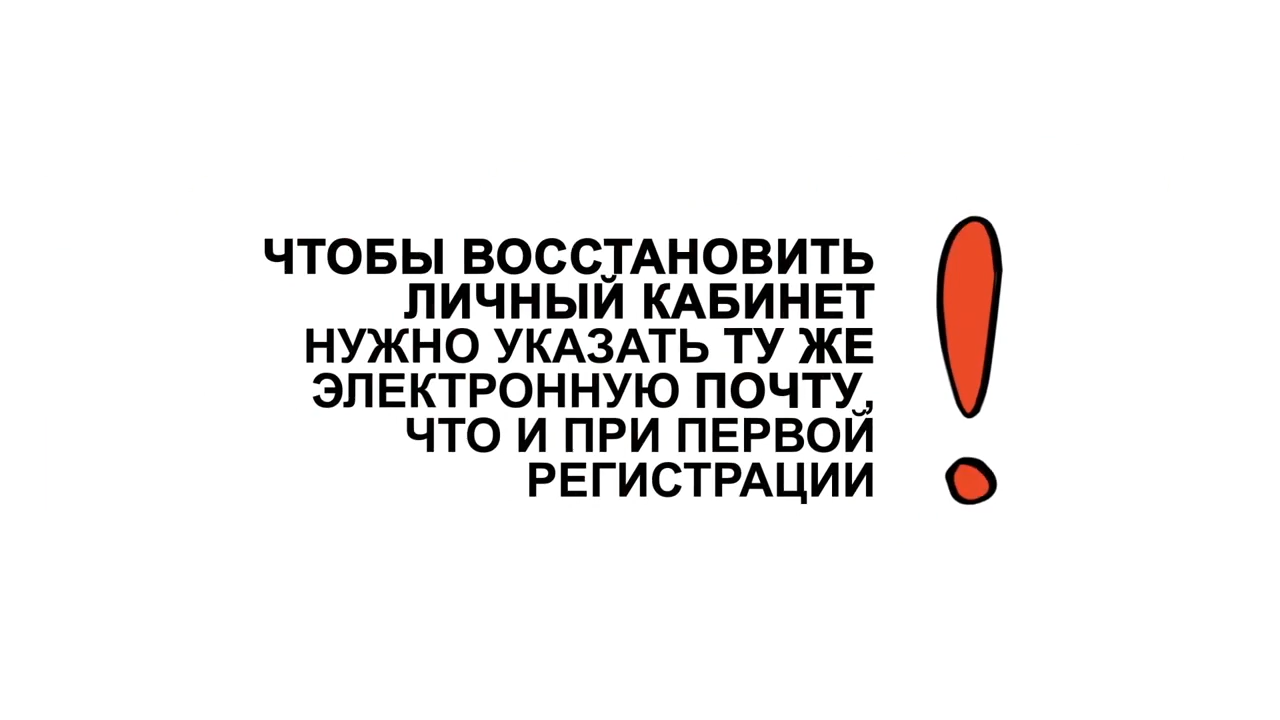 ЧТОБЫ ВОССТАНОВИТЬ
ЛИЧНЫЙ КАБИНЕТ
НУЖНО УКАЗАТЬ ТУ ЖЕ
ЭЛЕКТРОННУЮ ПОЧТУ,
ЧТО И ПРИ ПЕРВОЙ
РЕГИСТРАЦИИ